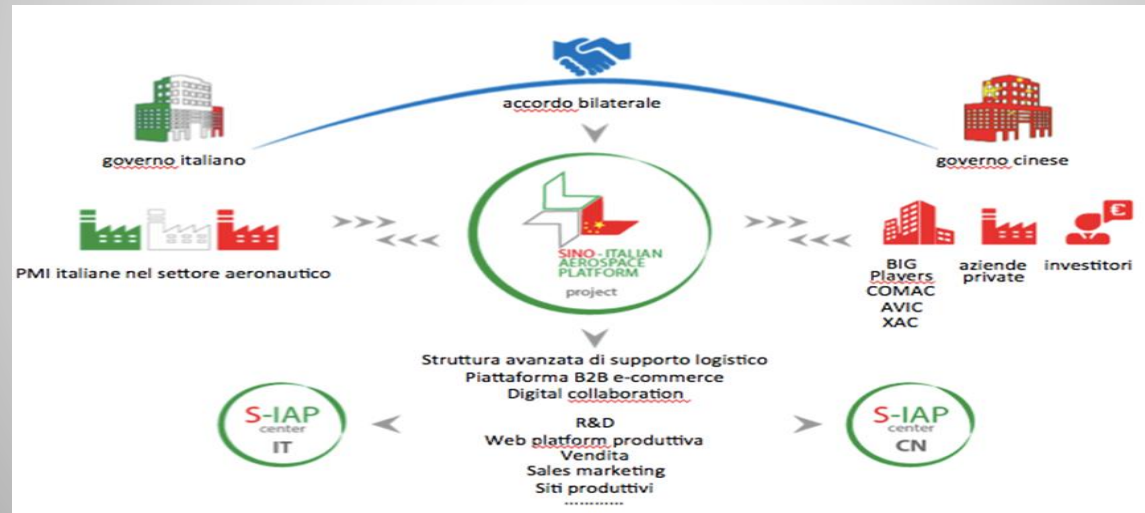 accordo bilaterale
governo italiano
governo cinese
€
SINO - ITALIAN
AEROSPACE
PLATFORM
project
PMI italiane nel settore aeronautico
BIG
Players
COMAC
AVIC
XAC
aziende
private
investitori
Struttura avanzata di supporto logistico
Piattaforma B2B e-commerce
Digital collaboration
R&D
Web platform produttiva
Vendita
Sales marketing
Siti produttivi
............
S-IAP
center
IT
S-IAP
center
CN